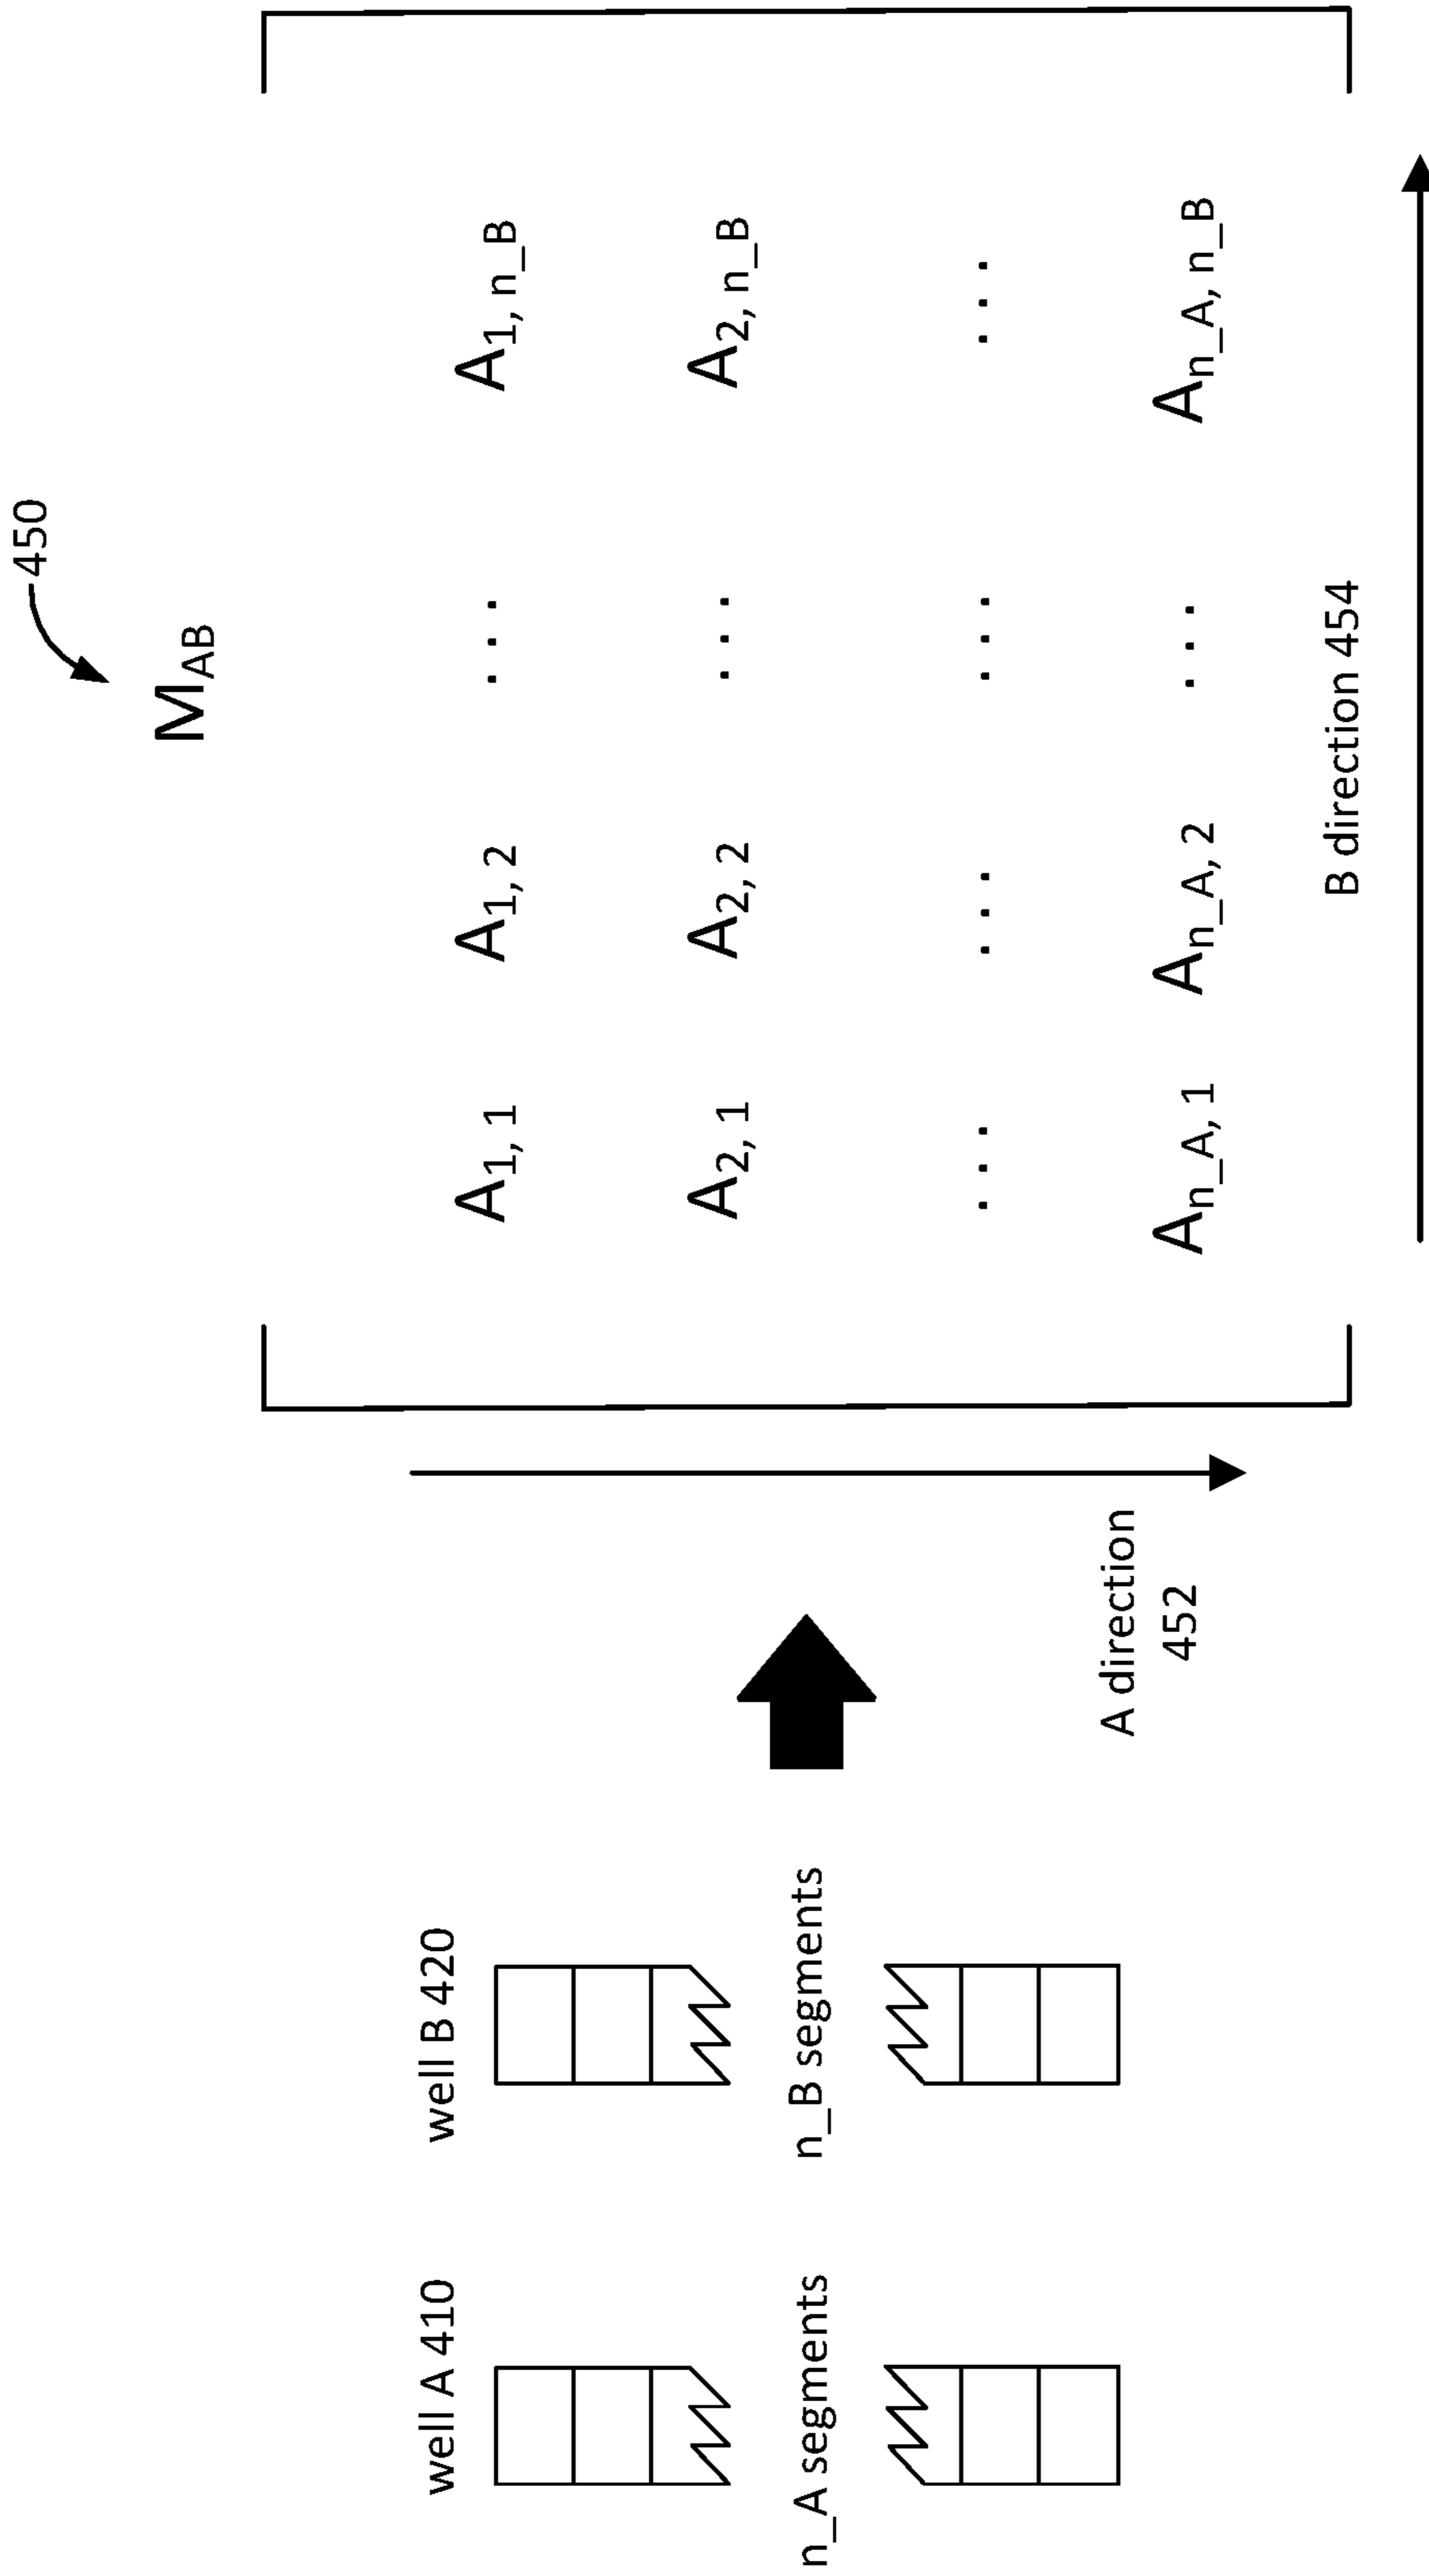 450
M_AB
well A 410
well B 420
n_A segments
n_B segments
A direction
452
A_1, 1 A_1, 2 . . . A_1, n_B
A_2, 1 A_2, 2 . . . A_2, n_B
. . . . . . . . . . . .
A_n_A, 1 A_n_A, 2 . . . A_n_A, n_B
B direction 454